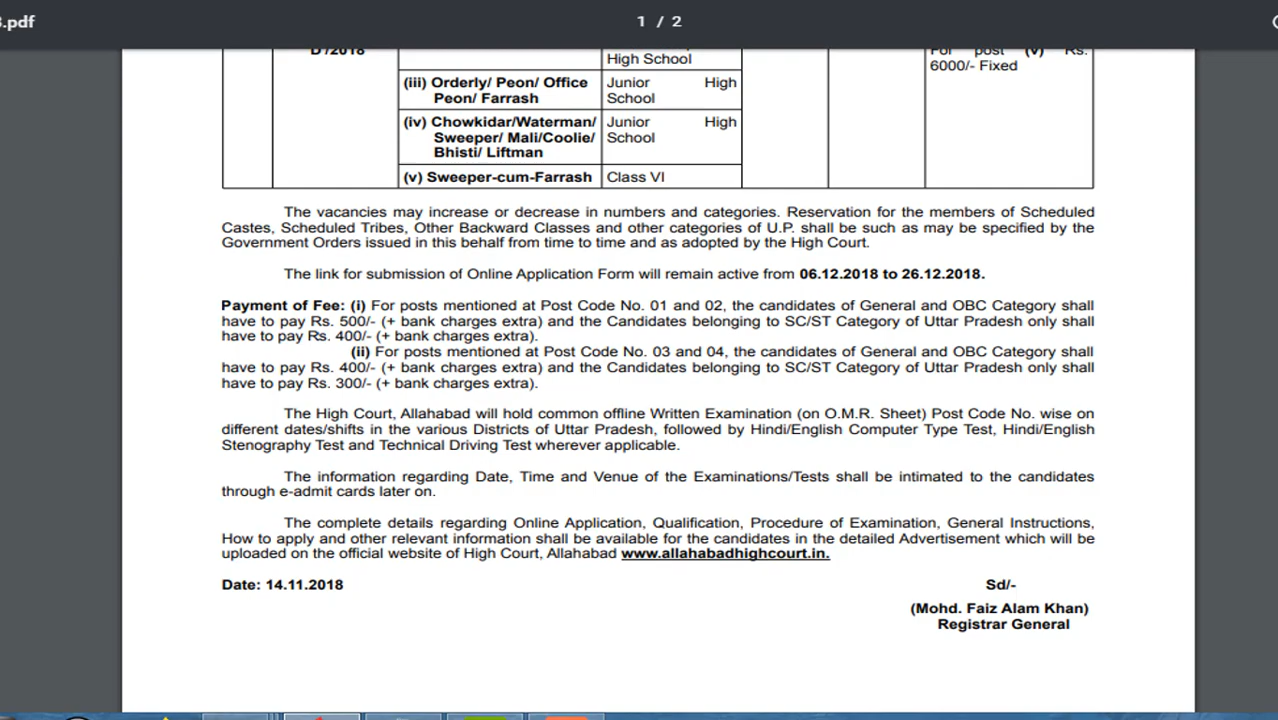 .pdf
1 / 2
High School
For post (v) Rs.
6000/- Fixed
(iii) Orderly/ Peon/ Office
Peon/ Farrash
Junior High
School
(iv) Chowkidar/Waterman/
Sweeper/ Mali/Coolie/
Bhisti/ Liftman
Junior High
School
(v) Sweeper-cum-Farrash
Class VI
The vacancies may increase or decrease in numbers and categories. Reservation for the members of Scheduled
Castes, Scheduled Tribes, Other Backward Classes and other categories of U.P. shall be such as may be specified by the
Government Orders issued in this behalf from time to time and as adopted by the High Court.
The link for submission of Online Application Form will remain active from 06.12.2018 to 26.12.2018.
Payment of Fee: (i) For posts mentioned at Post Code No. 01 and 02, the candidates of General and OBC Category shall
have to pay Rs. 500/- (+ bank charges extra) and the Candidates belonging to SC/ST Category of Uttar Pradesh only shall
have to pay Rs. 400/- (+ bank charges extra).
(ii) For posts mentioned at Post Code No. 03 and 04, the candidates of General and OBC Category shall
have to pay Rs. 400/- (+ bank charges extra) and the Candidates belonging to SC/ST Category of Uttar Pradesh only shall
have to pay Rs. 300/- (+ bank charges extra).
The High Court, Allahabad will hold common offline Written Examination (on O.M.R. Sheet) Post Code No. wise on
different dates/shifts in the various Districts of Uttar Pradesh, followed by Hindi/English Computer Type Test, Hindi/English
Stenography Test and Technical Driving Test wherever applicable.
The information regarding Date, Time and Venue of the Examinations/Tests shall be intimated to the candidates
through e-admit cards later on.
The complete details regarding Online Application, Qualification, Procedure of Examination, General Instructions,
How to apply and other relevant information shall be available for the candidates in the detailed Advertisement which will be
uploaded on the official website of High Court, Allahabad www.allahabadhighcourt.in.
Date: 14.11.2018
Sd/-
(Mohd. Faiz Alam Khan)
Registrar General